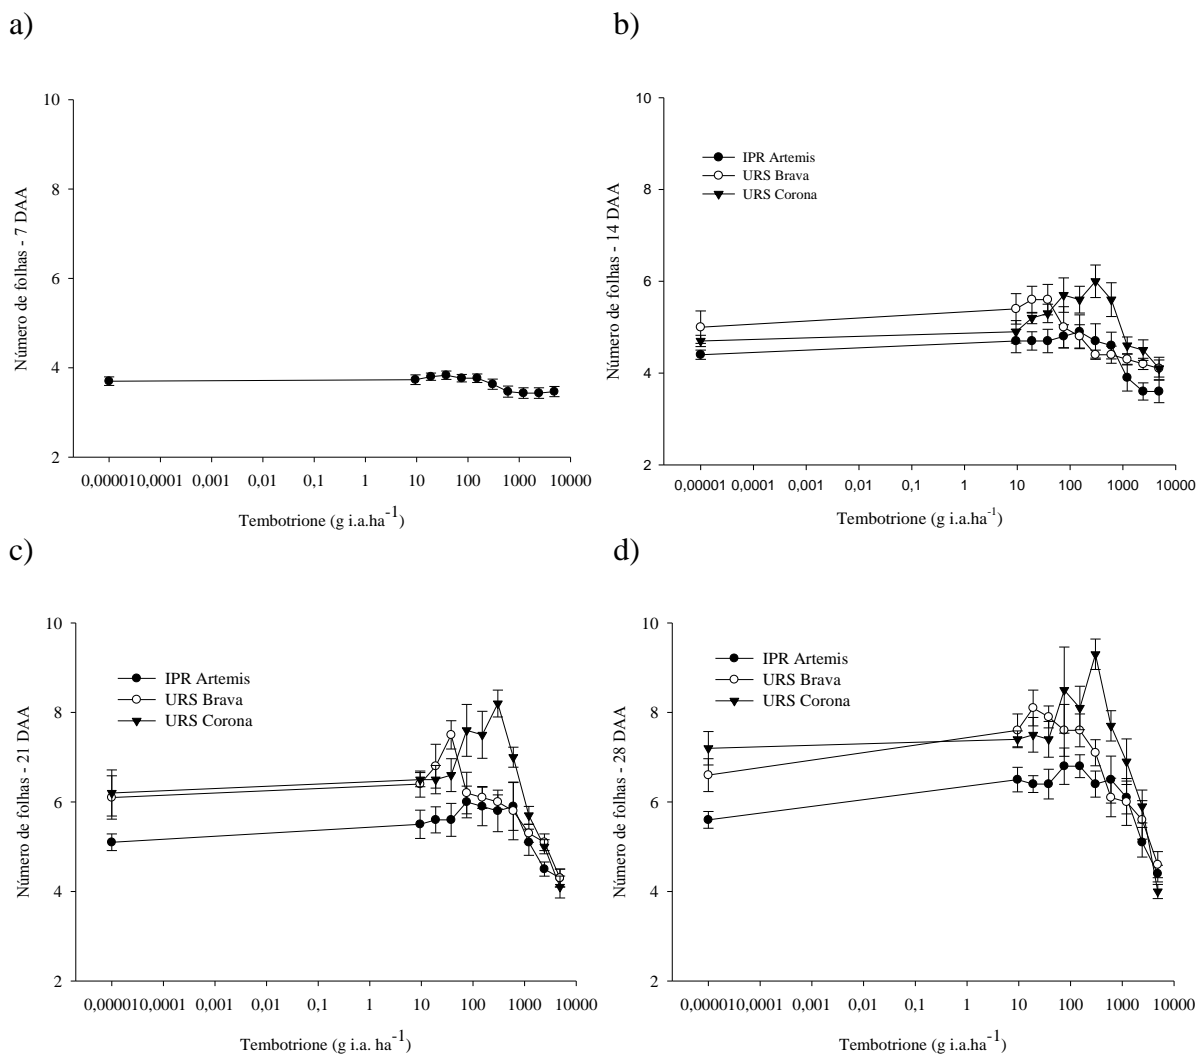 a)
10
8
6
4
2
Número de folhas - 7 DAA
0,00001 0,0001 0,001 0,01 0,1 1 10 100 1000 10000
Tembotrione (g i.a.ha-1)
b)
10
8
6
4
2
Número de folhas - 14 DAA
IPR Artemis
URS Brava
URS Corona
0,00001 0,0001 0,001 0,01 0,1 1 10 100 1000 10000
Tembotrione (g i.a.ha-1)
c)
10
8
6
4
2
Número de folhas - 21 DAA
IPR Artemis
URS Brava
URS Corona
0,00001 0,0001 0,001 0,01 0,1 1 10 100 1000 10000
Tembotrione (g i.a. ha-1)
d)
10
8
6
4
2
Número de folhas - 28 DAA
IPR Artemis
URS Brava
URS Corona
0,00001 0,0001 0,001 0,01 0,1 1 10 100 1000 10000
Tembotrione (g i.a.ha-1)